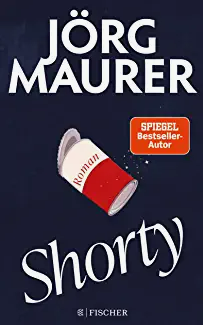 JÖRG
MAURER
SPIEGEL
Bestseller-
Autor
Roman
Shorty
FISCHER